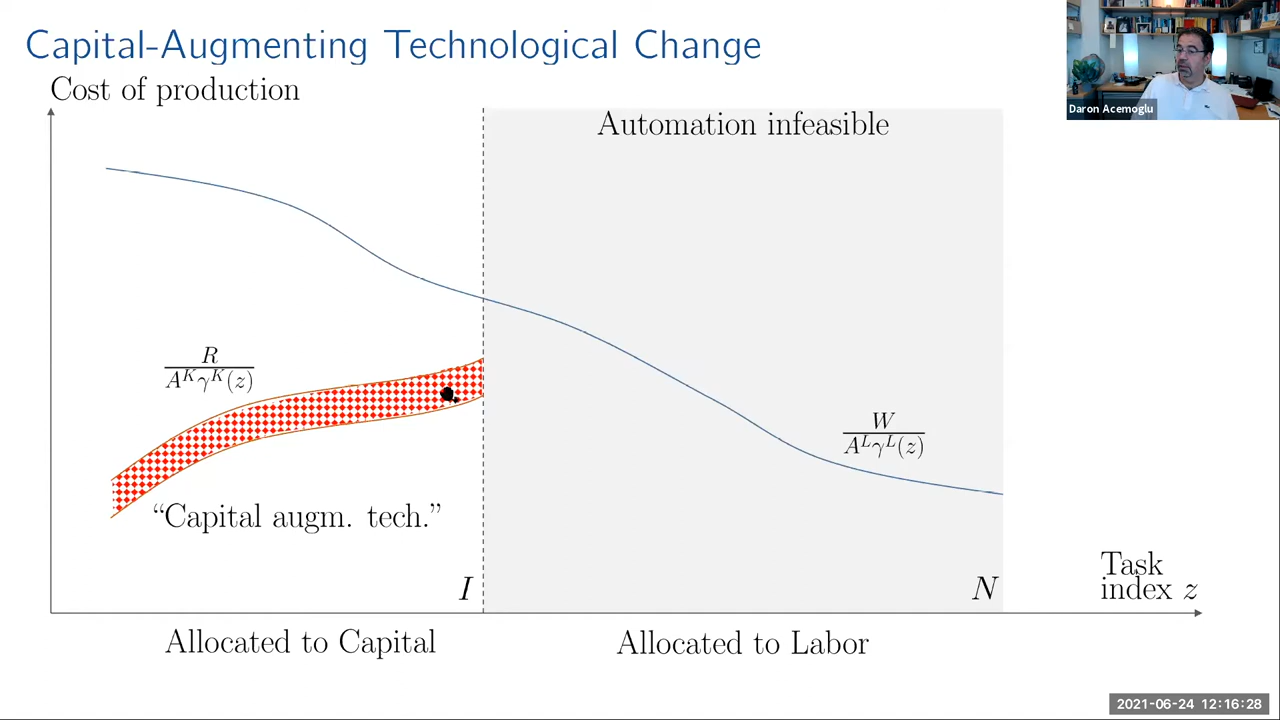 Capital-Augmenting Technological Change
Cost of production
Daron Acemoglu
Automation infeasible
R
A^K γ^K(z)
W
A^L γ^L(z)
“Capital augm. tech.”
I
N
Task
index z
Allocated to Capital
Allocated to Labor
2021-06-24 12:16:28